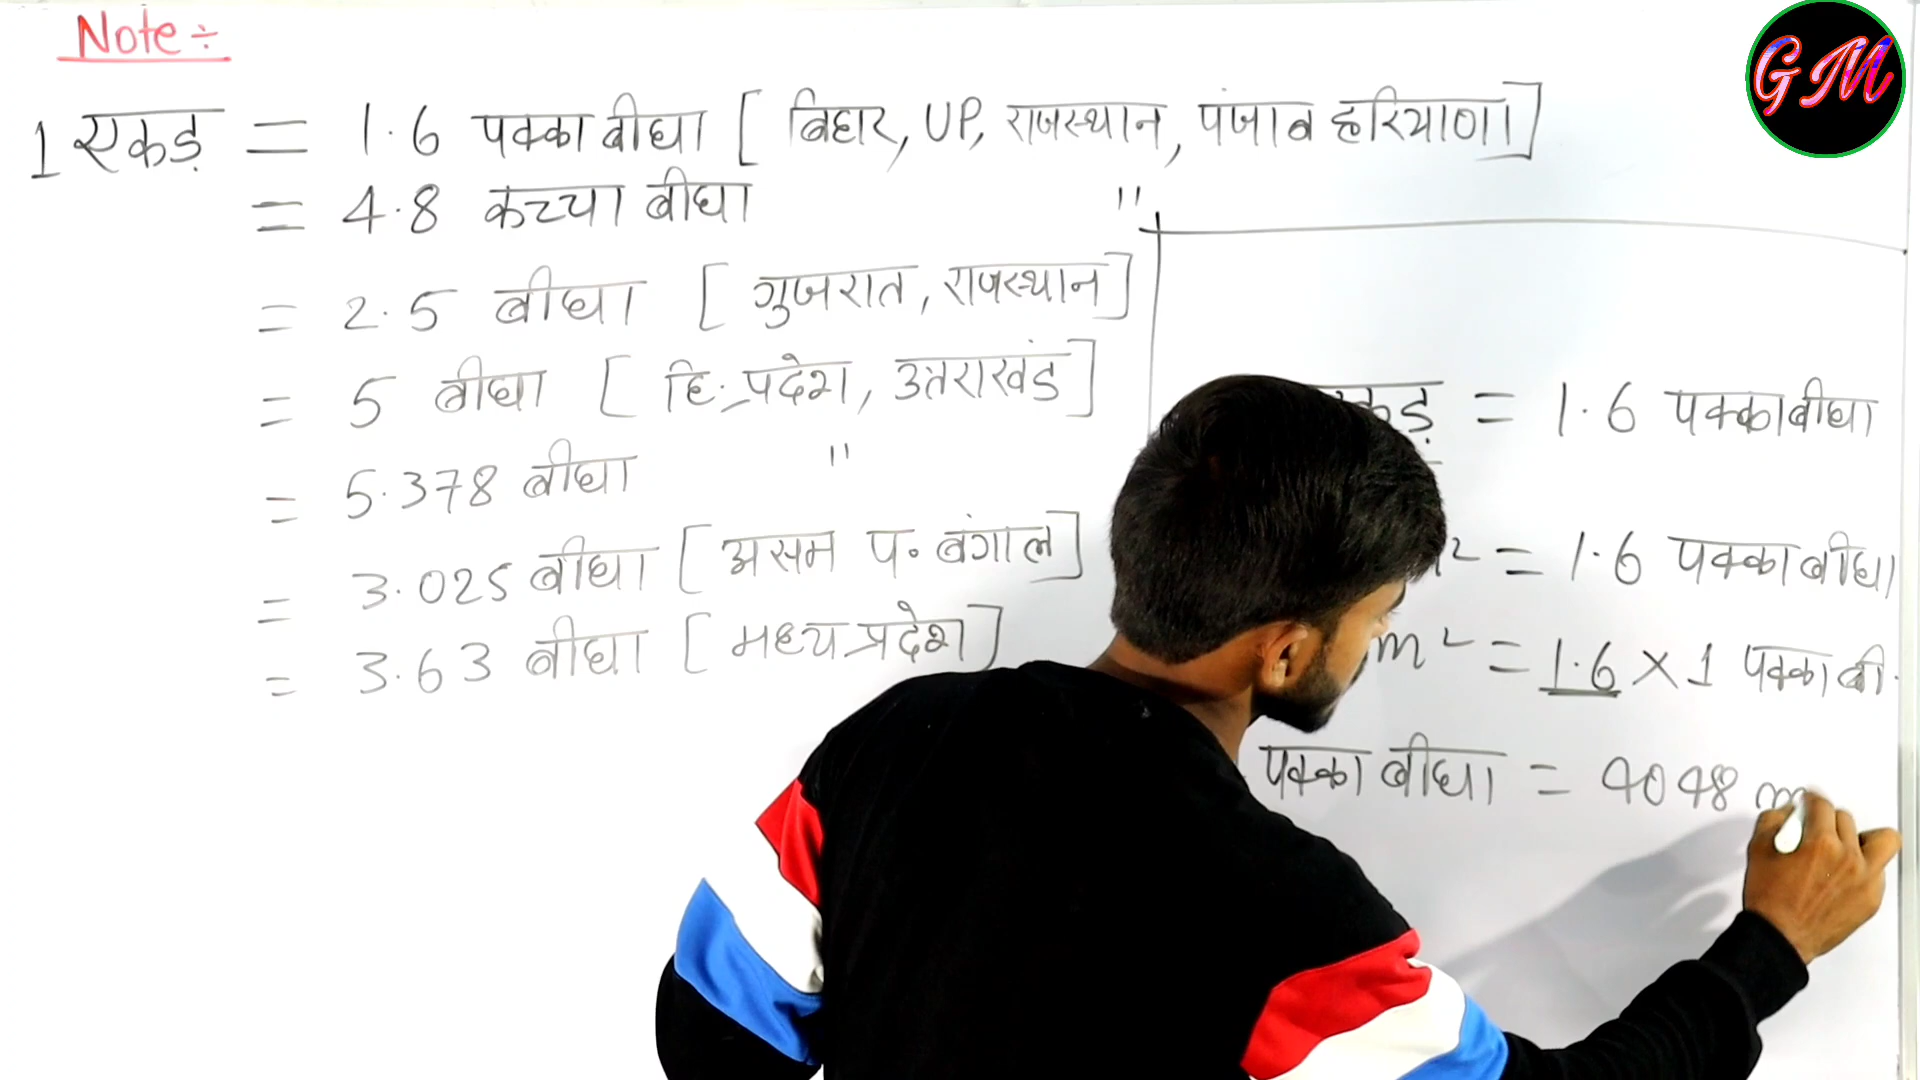 Note ÷
1 एकड़ = 1.6 पक्का बीघा [ बिहार, UP, राजस्थान, पंजाब हरियाणा ]
= 4.8 कच्चा बीघा "
= 2.5 बीघा [ गुजरात, राजस्थान ]
= 5 बीघा [ हि. प्रदेश, उत्तराखंड ]
= 5.378 बीघा "
= 3.025 बीघा [ असम प॰ बंगाल ]
= 3.63 बीघा [ मध्य प्रदेश ]
= 1.6 पक्का बीघा
² = 1.6 पक्का बीघा
m² = 1.6 × 1 पक्का बी.
पक्का बीघा = 4048 m
GM